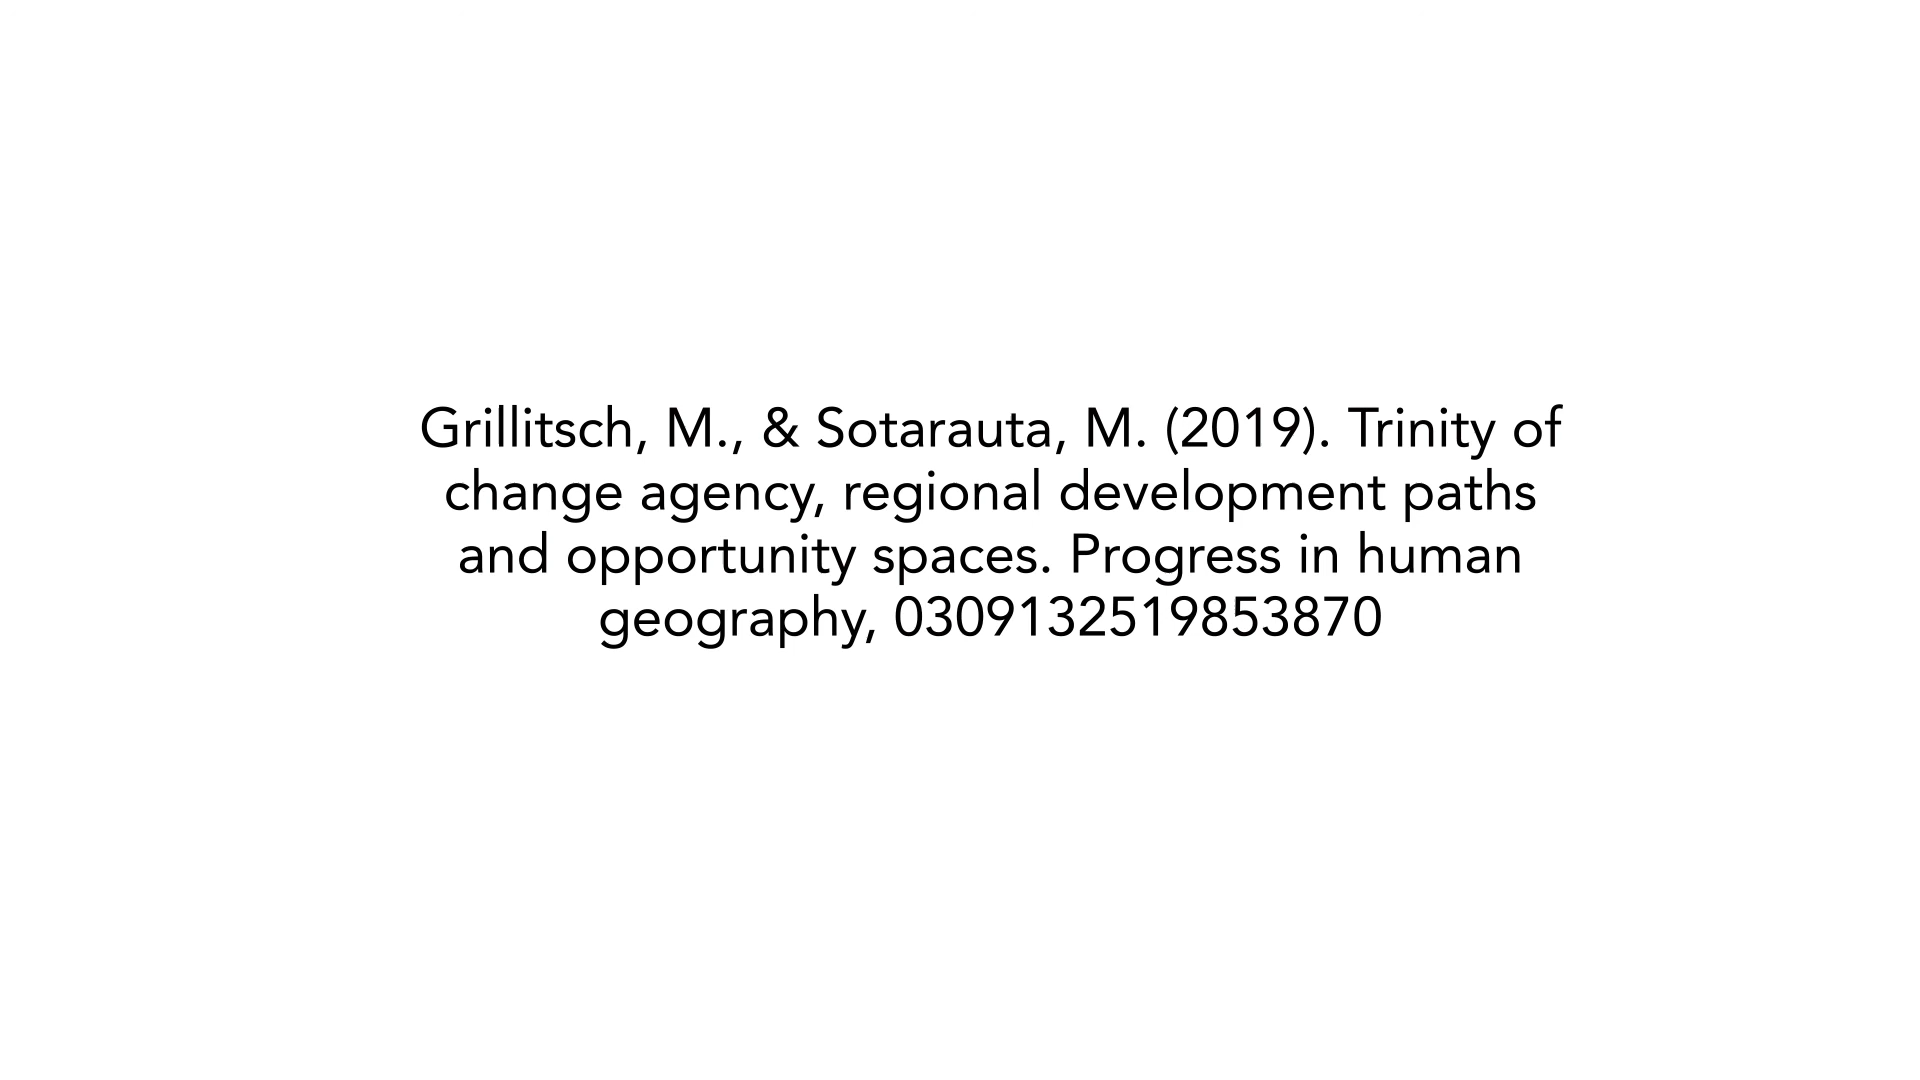 Grillitsch, M., & Sotarauta, M. (2019). Trinity of
change agency, regional development paths
and opportunity spaces. Progress in human
geography, 0309132519853870